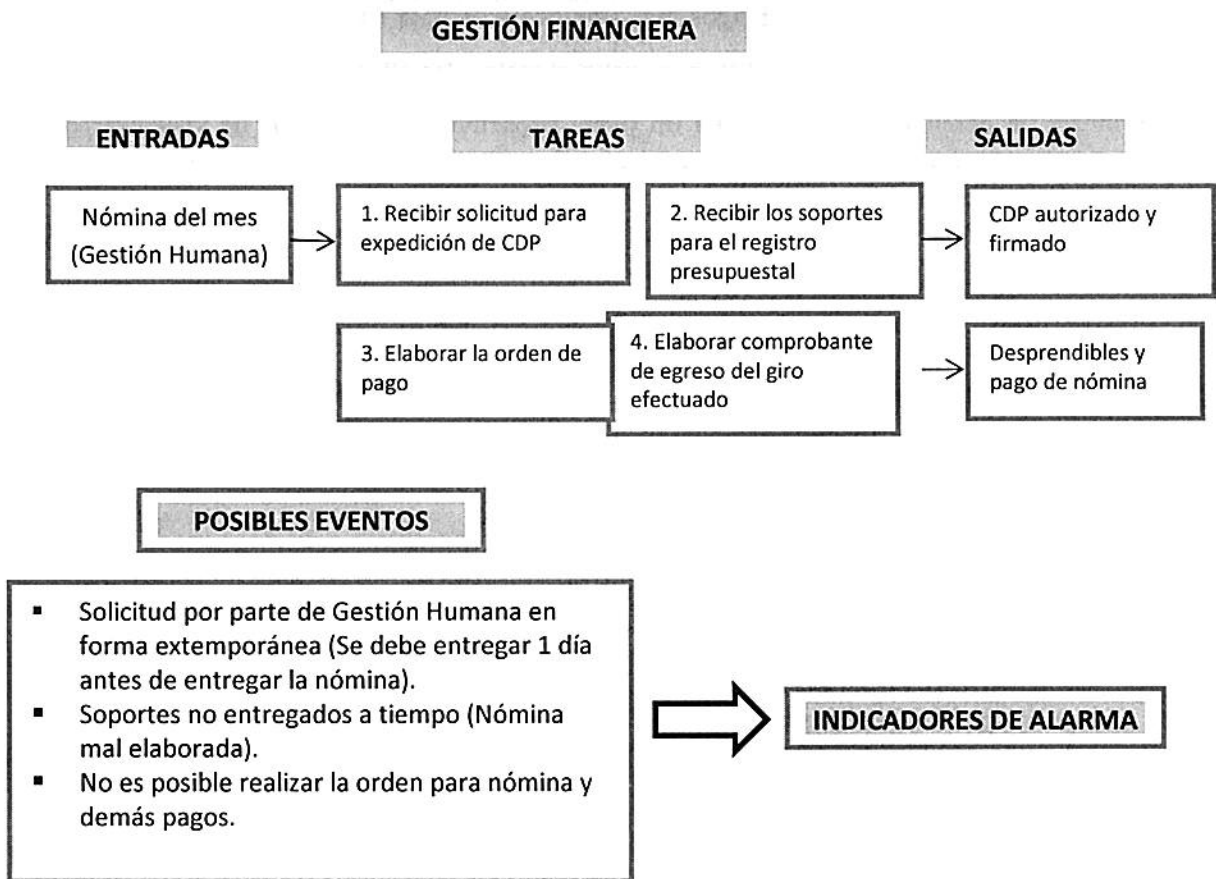 GESTIÓN FINANCIERA
ENTRADAS
TAREAS
SALIDAS
Nómina del mes
(Gestión Humana)
1. Recibir solicitud para
expedición de CDP
2. Recibir los soportes
para el registro
presupuestal
CDP autorizado y
firmado
3. Elaborar la orden de
pago
4. Elaborar comprobante
de egreso del giro
efectuado
Desprendibles y
pago de nómina
POSIBLES EVENTOS
▪ Solicitud por parte de Gestión Humana en
forma extemporánea (Se debe entregar 1 día
antes de entregar la nómina).
▪ Soportes no entregados a tiempo (Nómina
mal elaborada).
▪ No es posible realizar la orden para nómina y
demás pagos.
INDICADORES DE ALARMA